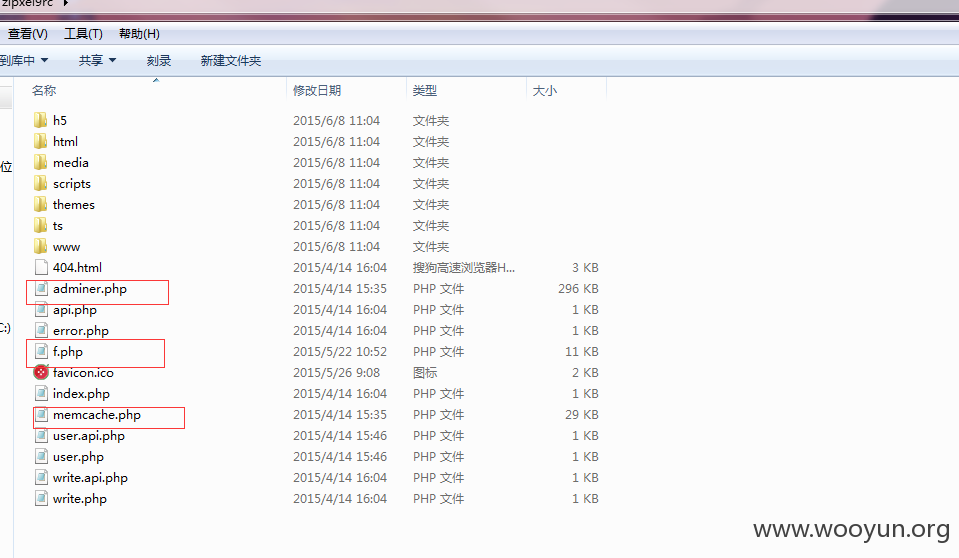 zipxel9rc
查看(V) 工具(T) 帮助(H)
到库中 共享 刻录 新建文件夹
名称 修改日期 类型 大小
h5 2015/6/8 11:04 文件夹
html 2015/6/8 11:04 文件夹
media 2015/6/8 11:04 文件夹
位 scripts 2015/6/8 11:04 文件夹
themes 2015/6/8 11:04 文件夹
ts 2015/6/8 11:04 文件夹
www 2015/6/8 11:04 文件夹
404.html 2015/4/14 16:04 搜狗高速浏览器H... 3 KB
adminer.php 2015/4/14 15:35 PHP 文件 296 KB
api.php 2015/4/14 16:04 PHP 文件 1 KB
C:) error.php 2015/4/14 16:04 PHP 文件 1 KB
f.php 2015/5/22 10:52 PHP 文件 11 KB
favicon.ico 2015/5/26 9:08 图标 2 KB
index.php 2015/4/14 16:04 PHP 文件 1 KB
memcache.php 2015/4/14 15:35 PHP 文件 29 KB
user.api.php 2015/4/14 15:46 PHP 文件 1 KB
user.php 2015/4/14 15:46 PHP 文件 1 KB
write.api.php 2015/4/14 16:04 PHP 文件 1 KB
write.php 2015/4/14 16:04 PHP 文件 1 KB
www.wooyun.org